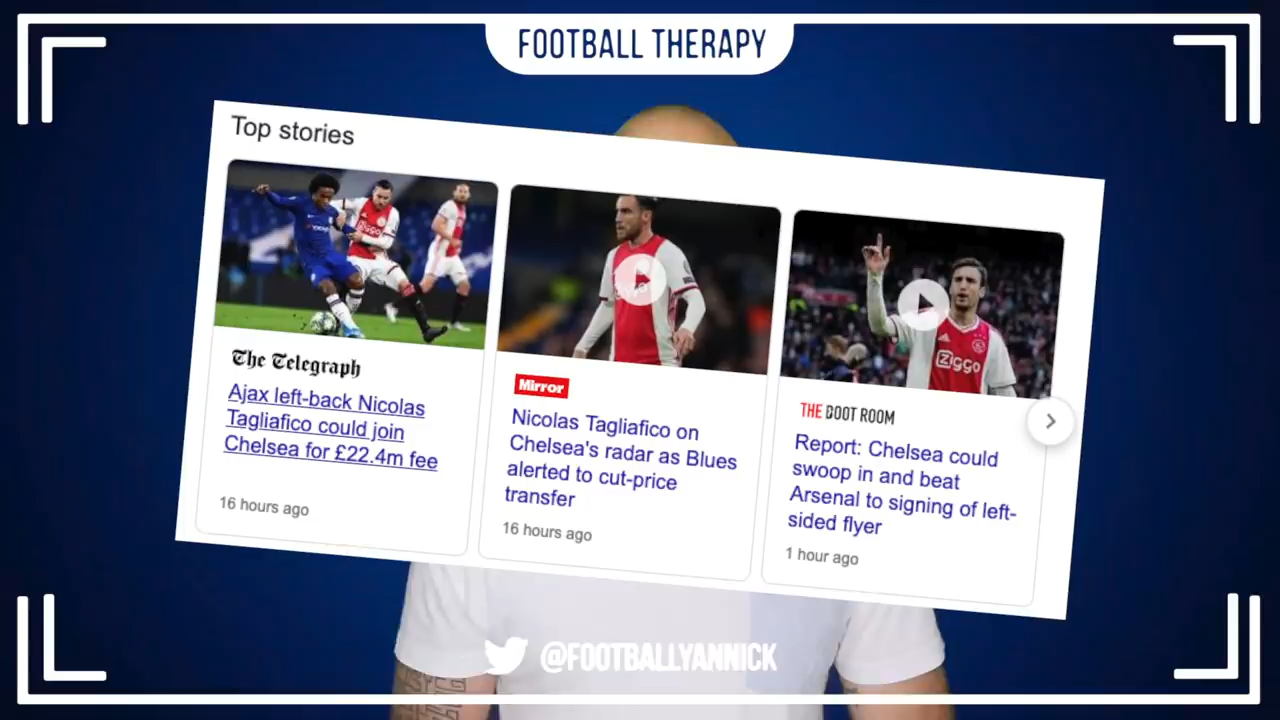 FOOTBALL THERAPY
Top stories
The Telegraph
Ajax left-back Nicolas
Tagliafico could join
Chelsea for £22.4m fee
16 hours ago
Mirror
Nicolas Tagliafico on
Chelsea's radar as Blues
alerted to cut-price
transfer
16 hours ago
Ziggo
THE BOOT ROOM
Report: Chelsea could
swoop in and beat
Arsenal to signing of left-
sided flyer
1 hour ago
@FOOTBALLYANNICK